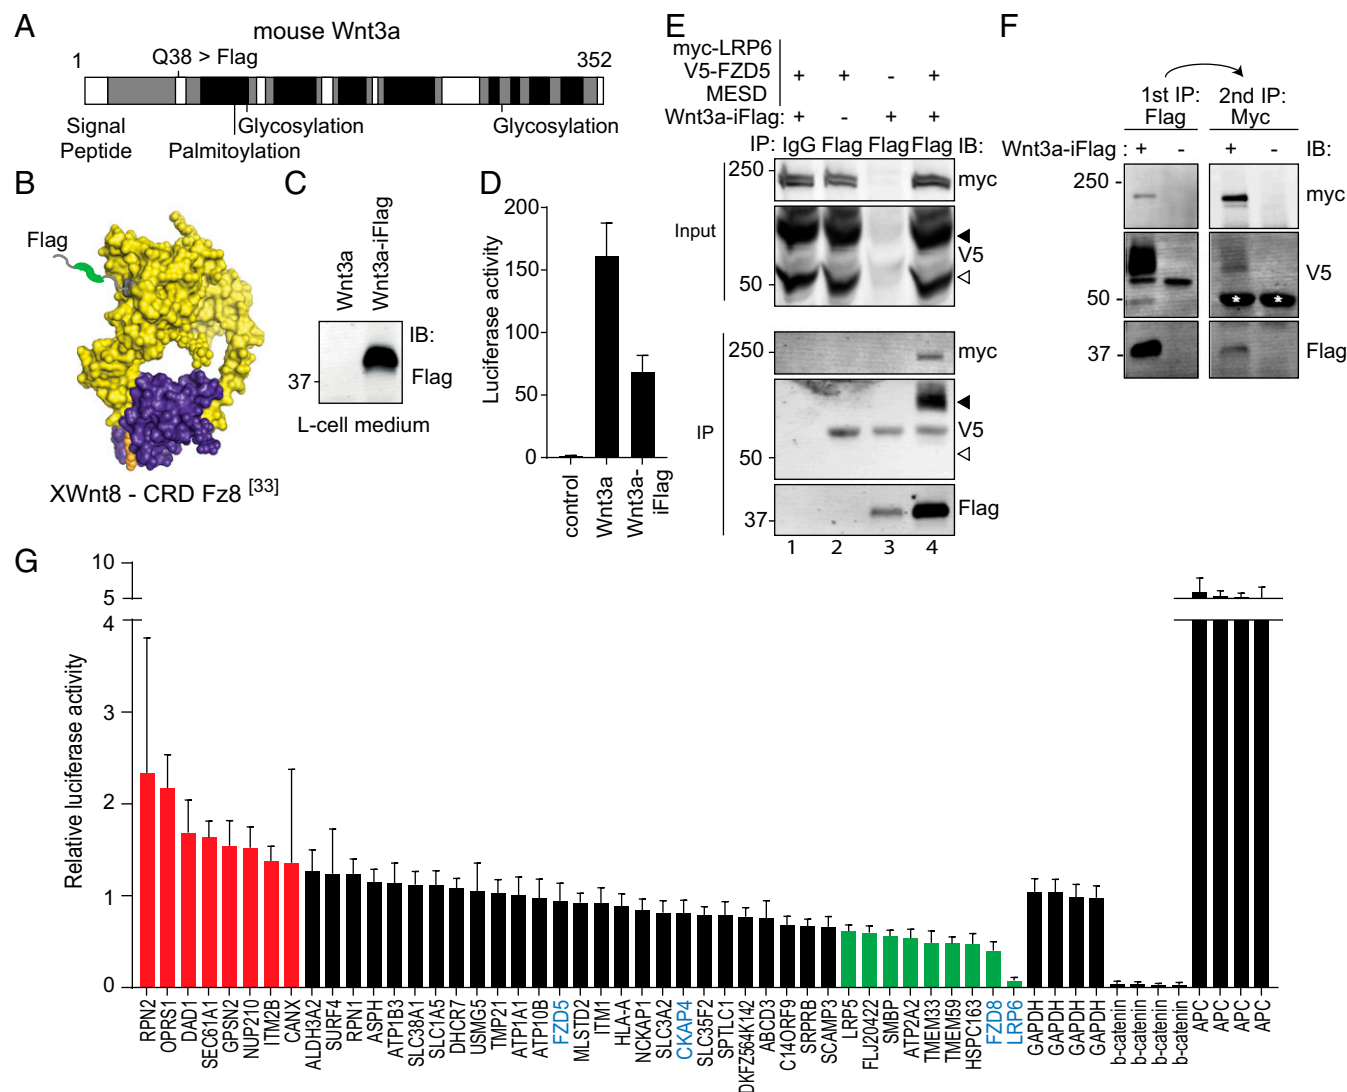 A
mouse Wnt3a
1
Q38 > Flag
352
Signal
Peptide
Glycosylation
Palmitoylation
Glycosylation
B
Flag
XWnt8 - CRD Fz8 [33]
C
Wnt3a
Wnt3a-iFlag
IB:
Flag
37
L-cell medium
D
Luciferase activity
200
150
100
50
0
control
Wnt3a
Wnt3a-
iFlag
E
myc-LRP6
V5-FZD5
MESD
+ + - +
Wnt3a-iFlag: + - + +
IP: IgG Flag Flag Flag IB:
Input
250
myc
V5
50
IP
250
myc
V5
50
Flag
37
1 2 3 4
F
1st IP:
Flag
2nd IP:
Myc
Wnt3a-iFlag : + - + - IB:
250
myc
V5
50
* *
37
Flag
G
Relative luciferase activity
10
5
4
3
2
1
0
RPN2
OPRS1
DAD1
SEC61A1
GPSN2
NUP210
ITM2B
CANX
ALDH3A2
SURF4
RPN1
ASPH
ATP1B3
SLC38A1
SLC1A5
DHCR7
USMG5
TMP21
ATP1A1
ATP10B
FZD5
MLSTD2
ITM1
HLA-A
NCKAP1
SLC3A2
CKAP4
SLC35F2
SPTLC1
DKFZ564K142
ABCD3
C14ORF9
SRPRB
SCAMP3
LRP5
FLJ20422
SMBP
ATP2A2
TMEM33
TMEM59
HSPC163
FZD8
LRP6
GAPDH
GAPDH
GAPDH
GAPDH
b-catenin
b-catenin
b-catenin
b-catenin
APC
APC
APC
APC